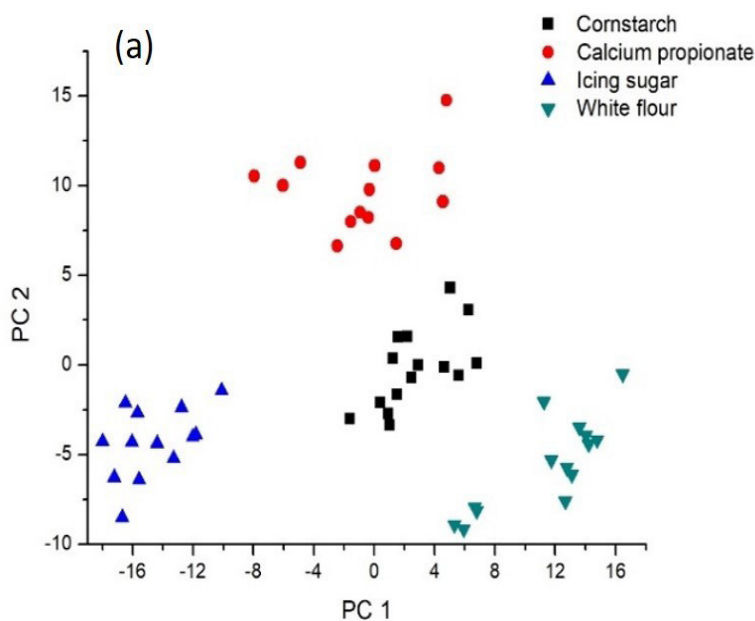 (a)
Cornstarch
Calcium propionate
Icing sugar
White flour
15
10
5
0
-5
-10
PC 2
-16 -12 -8 -4 0 4 8 12 16
PC 1